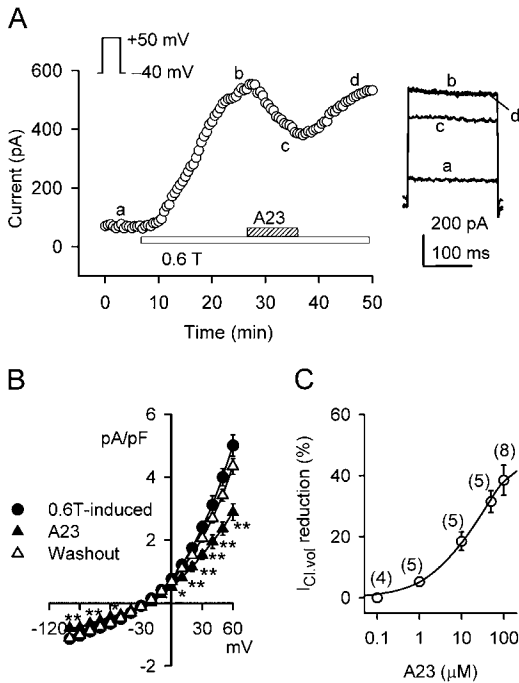 A
+50 mV
−40 mV
600
400
200
0
Current (pA)
a
b
c
d
A23
0.6 T
0 10 20 30 40 50
Time (min)
b
d
c
a
200 pA
100 ms
B
6
4
2
-2
pA/pF
0.6T-induced
A23
Washout
**
**
**
**
**
*
** ** *
-120 -30 30 60
mV
C
60
40
20
0
I Cl.vol reduction (%)
(4)
(5)
(5)
(5)
(8)
0.1 1 10 100
A23 (μM)